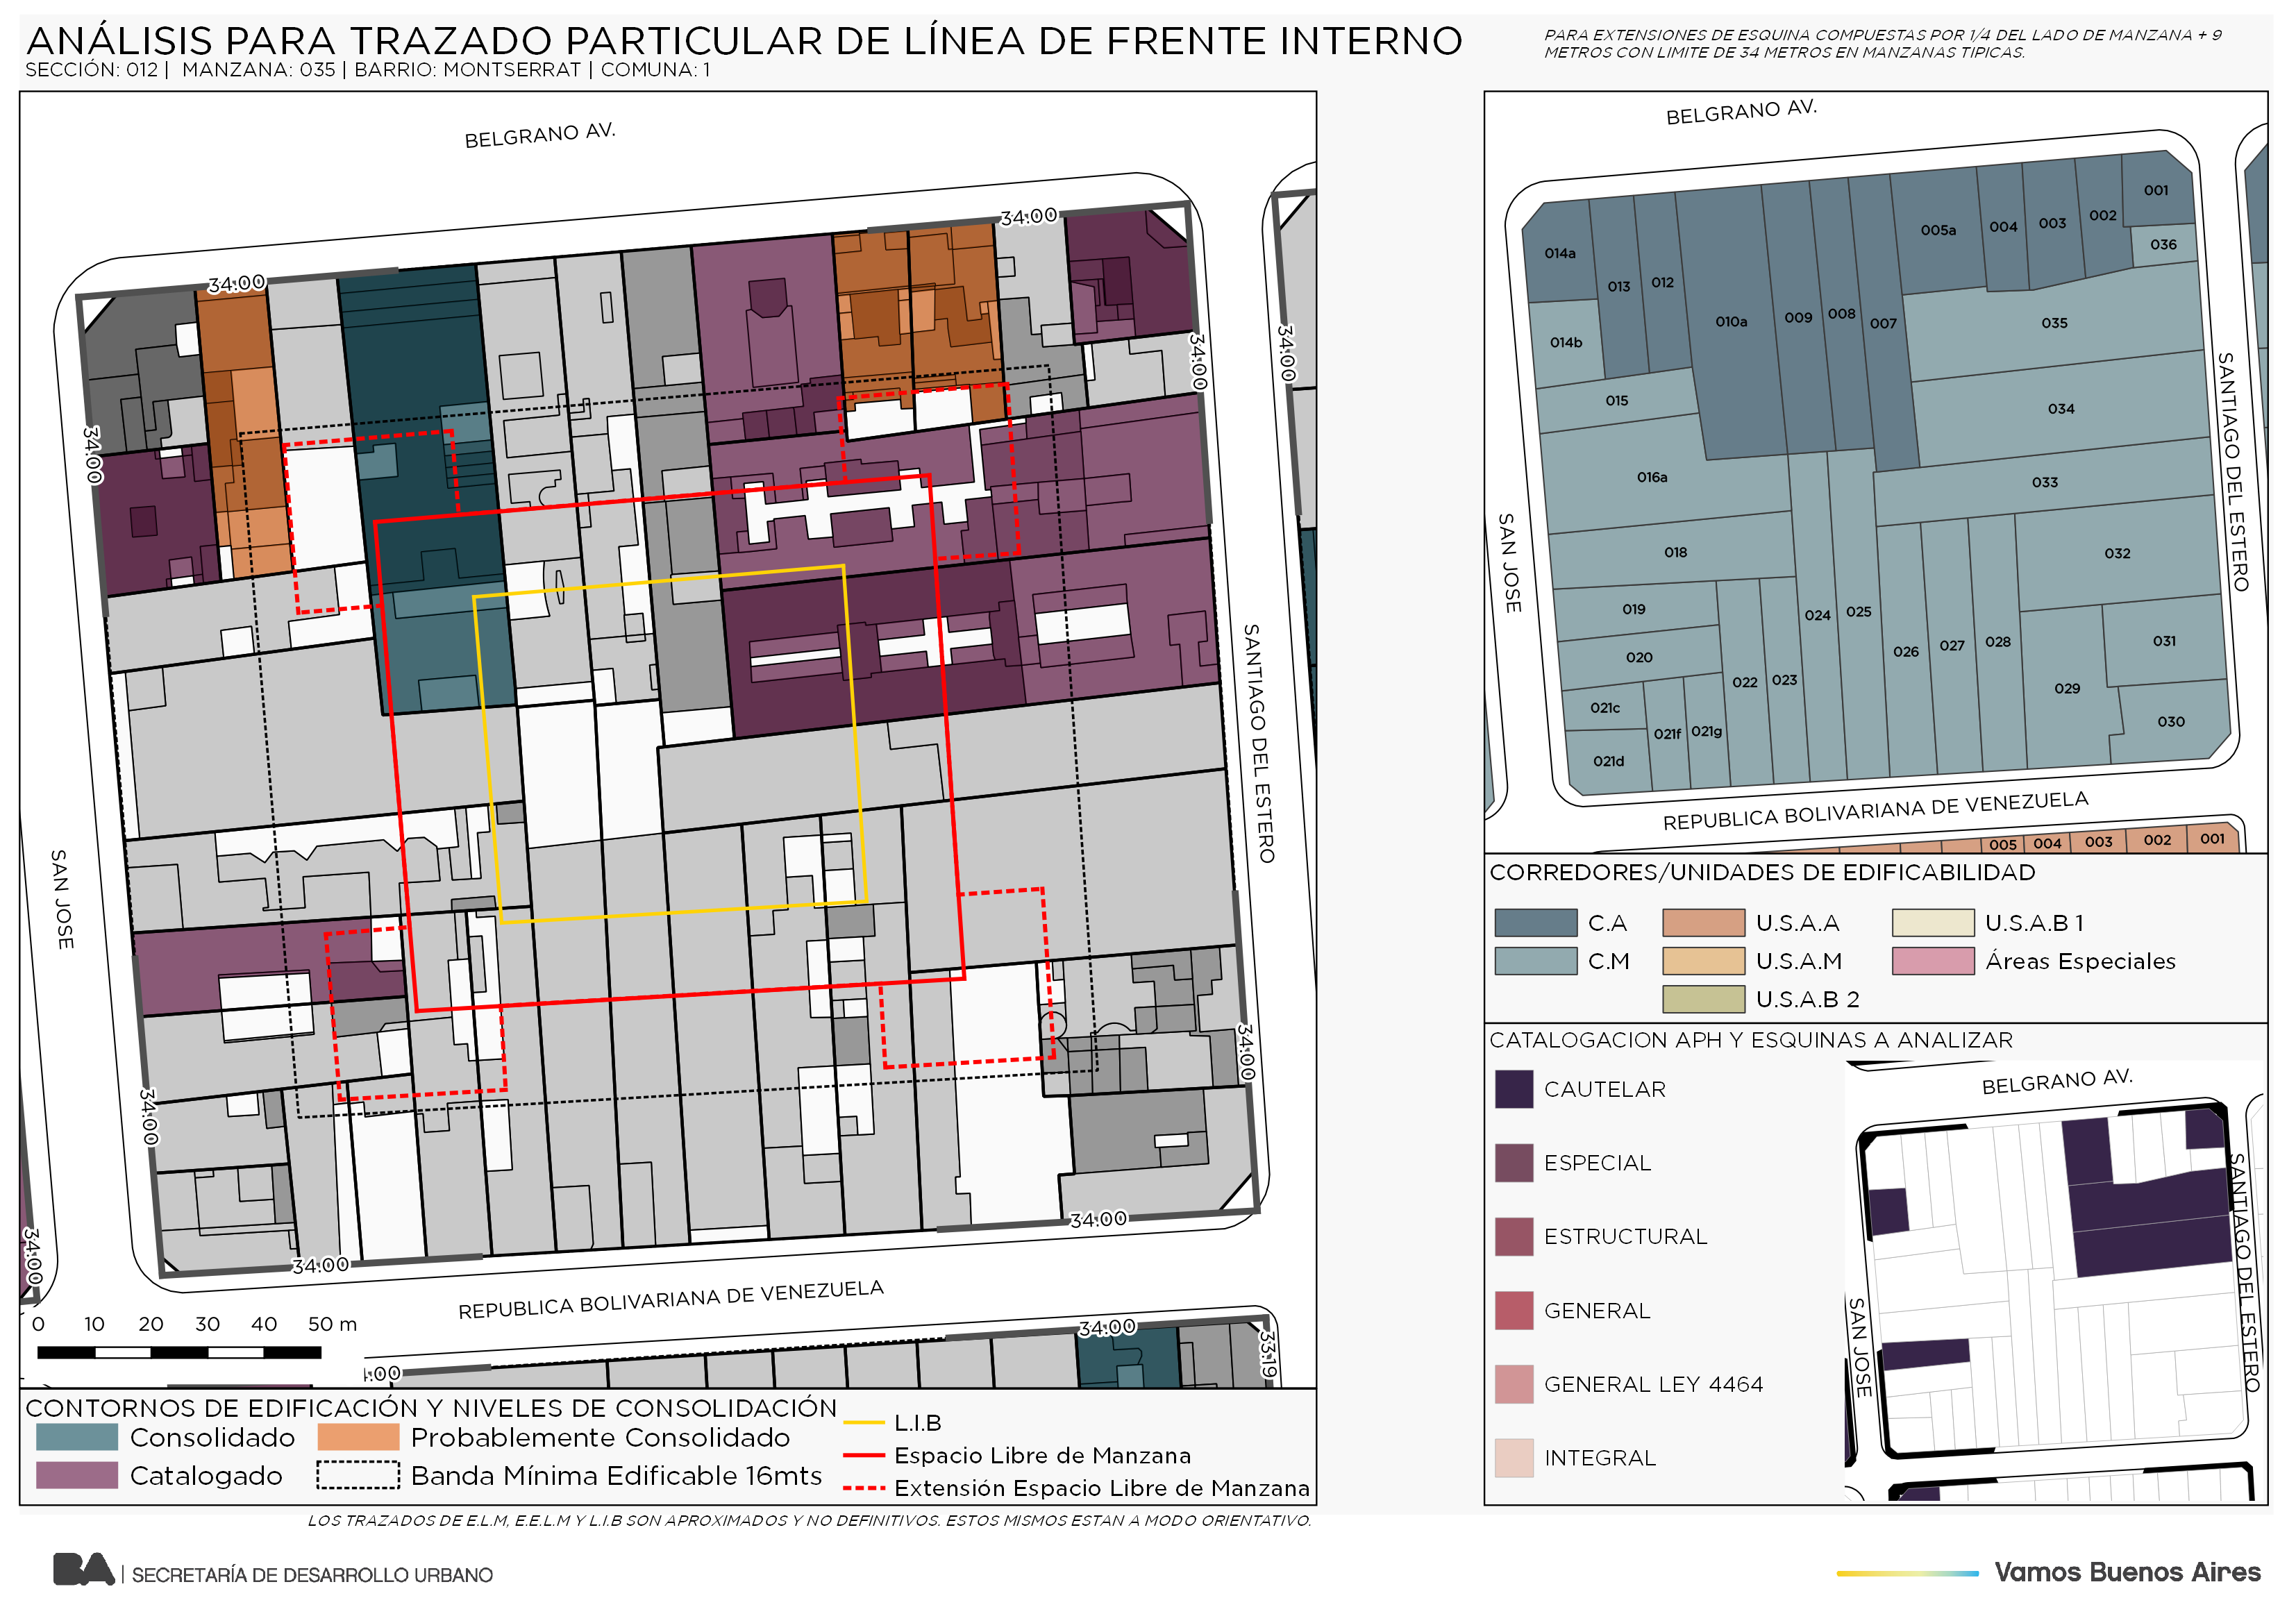 ANÁLISIS PARA TRAZADO PARTICULAR DE LÍNEA DE FRENTE INTERNO
SECCIÓN: 012 | MANZANA: 035 | BARRIO: MONTSERRAT | COMUNA: 1
PARA EXTENSIONES DE ESQUINA COMPUESTAS POR 1/4 DEL LADO DE MANZANA + 9
METROS CON LIMITE DE 34 METROS EN MANZANAS TIPICAS.
BELGRANO AV.
34.00
34.00
34.00
34.00
34.00
SAN JOSE
SANTIAGO DEL ESTERO
34.00
34.00
34.00
34.00
34.00
REPUBLICA BOLIVARIANA DE VENEZUELA
0 10 20 30 40 50 m
34.00
33.19
CONTORNOS DE EDIFICACIÓN Y NIVELES DE CONSOLIDACIÓN
Consolidado
Probablemente Consolidado
Catalogado
Banda Mínima Edificable 16mts
L.I.B
Espacio Libre de Manzana
Extensión Espacio Libre de Manzana
LOS TRAZADOS DE E.L.M, E.E.L.M Y L.I.B SON APROXIMADOS Y NO DEFINITIVOS. ESTOS MISMOS ESTAN A MODO ORIENTATIVO.
BELGRANO AV.
001
002
003
004
005a
036
014a
013
012
010a
009
008
007
035
014b
015
034
016a
033
018
032
019
024
025
020
026
027
028
031
022
023
029
021c
021f
021g
030
021d
SAN JOSE
SANTIAGO DEL ESTERO
REPUBLICA BOLIVARIANA DE VENEZUELA
005
004
003
002
001
CORREDORES/UNIDADES DE EDIFICABILIDAD
C.A
U.S.A.A
U.S.A.B 1
C.M
U.S.A.M
Áreas Especiales
U.S.A.B 2
CATALOGACION APH Y ESQUINAS A ANALIZAR
CAUTELAR
ESPECIAL
ESTRUCTURAL
GENERAL
GENERAL LEY 4464
INTEGRAL
BELGRANO AV.
SANTIAGO DEL ESTERO
SAN JOSE
BA | SECRETARÍA DE DESARROLLO URBANO
Vamos Buenos Aires